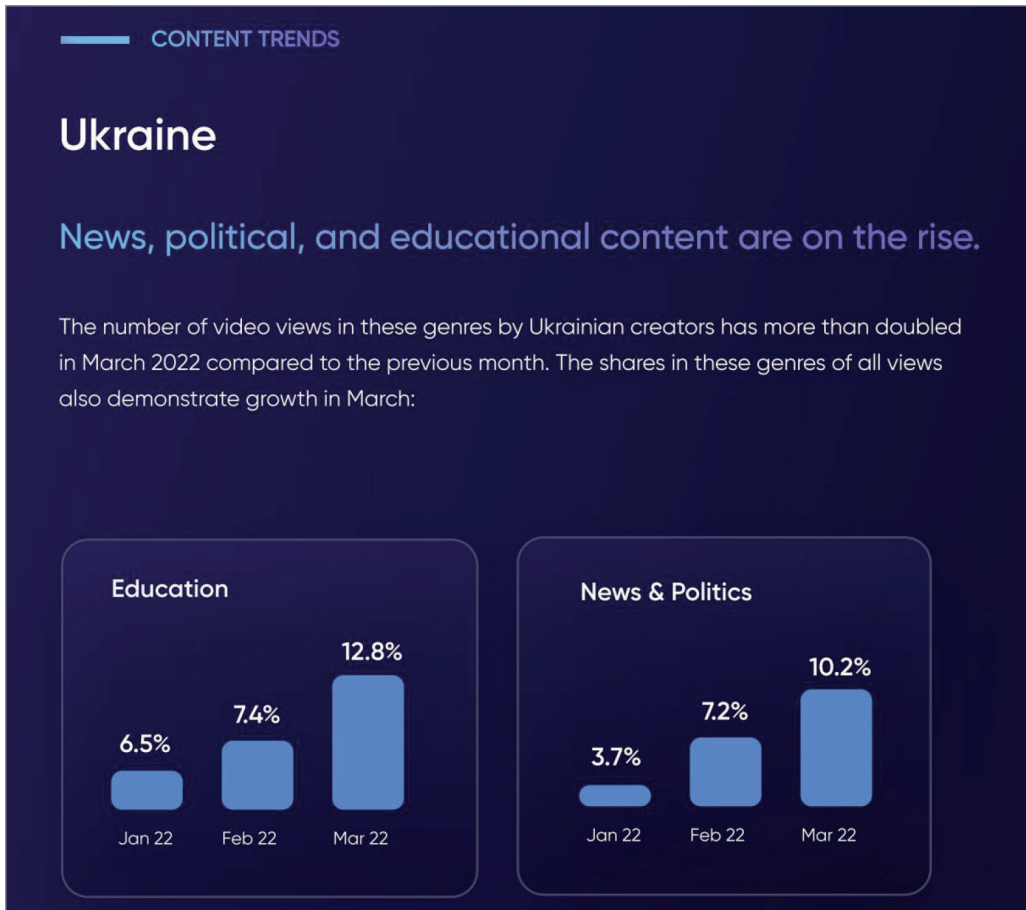 CONTENT TRENDS
Ukraine
News, political, and educational content are on the rise.
The number of video views in these genres by Ukrainian creators has more than doubled
in March 2022 compared to the previous month. The shares in these genres of all views
also demonstrate growth in March:
Education
12.8%
7.4%
6.5%
Jan 22 Feb 22 Mar 22
News & Politics
10.2%
7.2%
3.7%
Jan 22 Feb 22 Mar 22